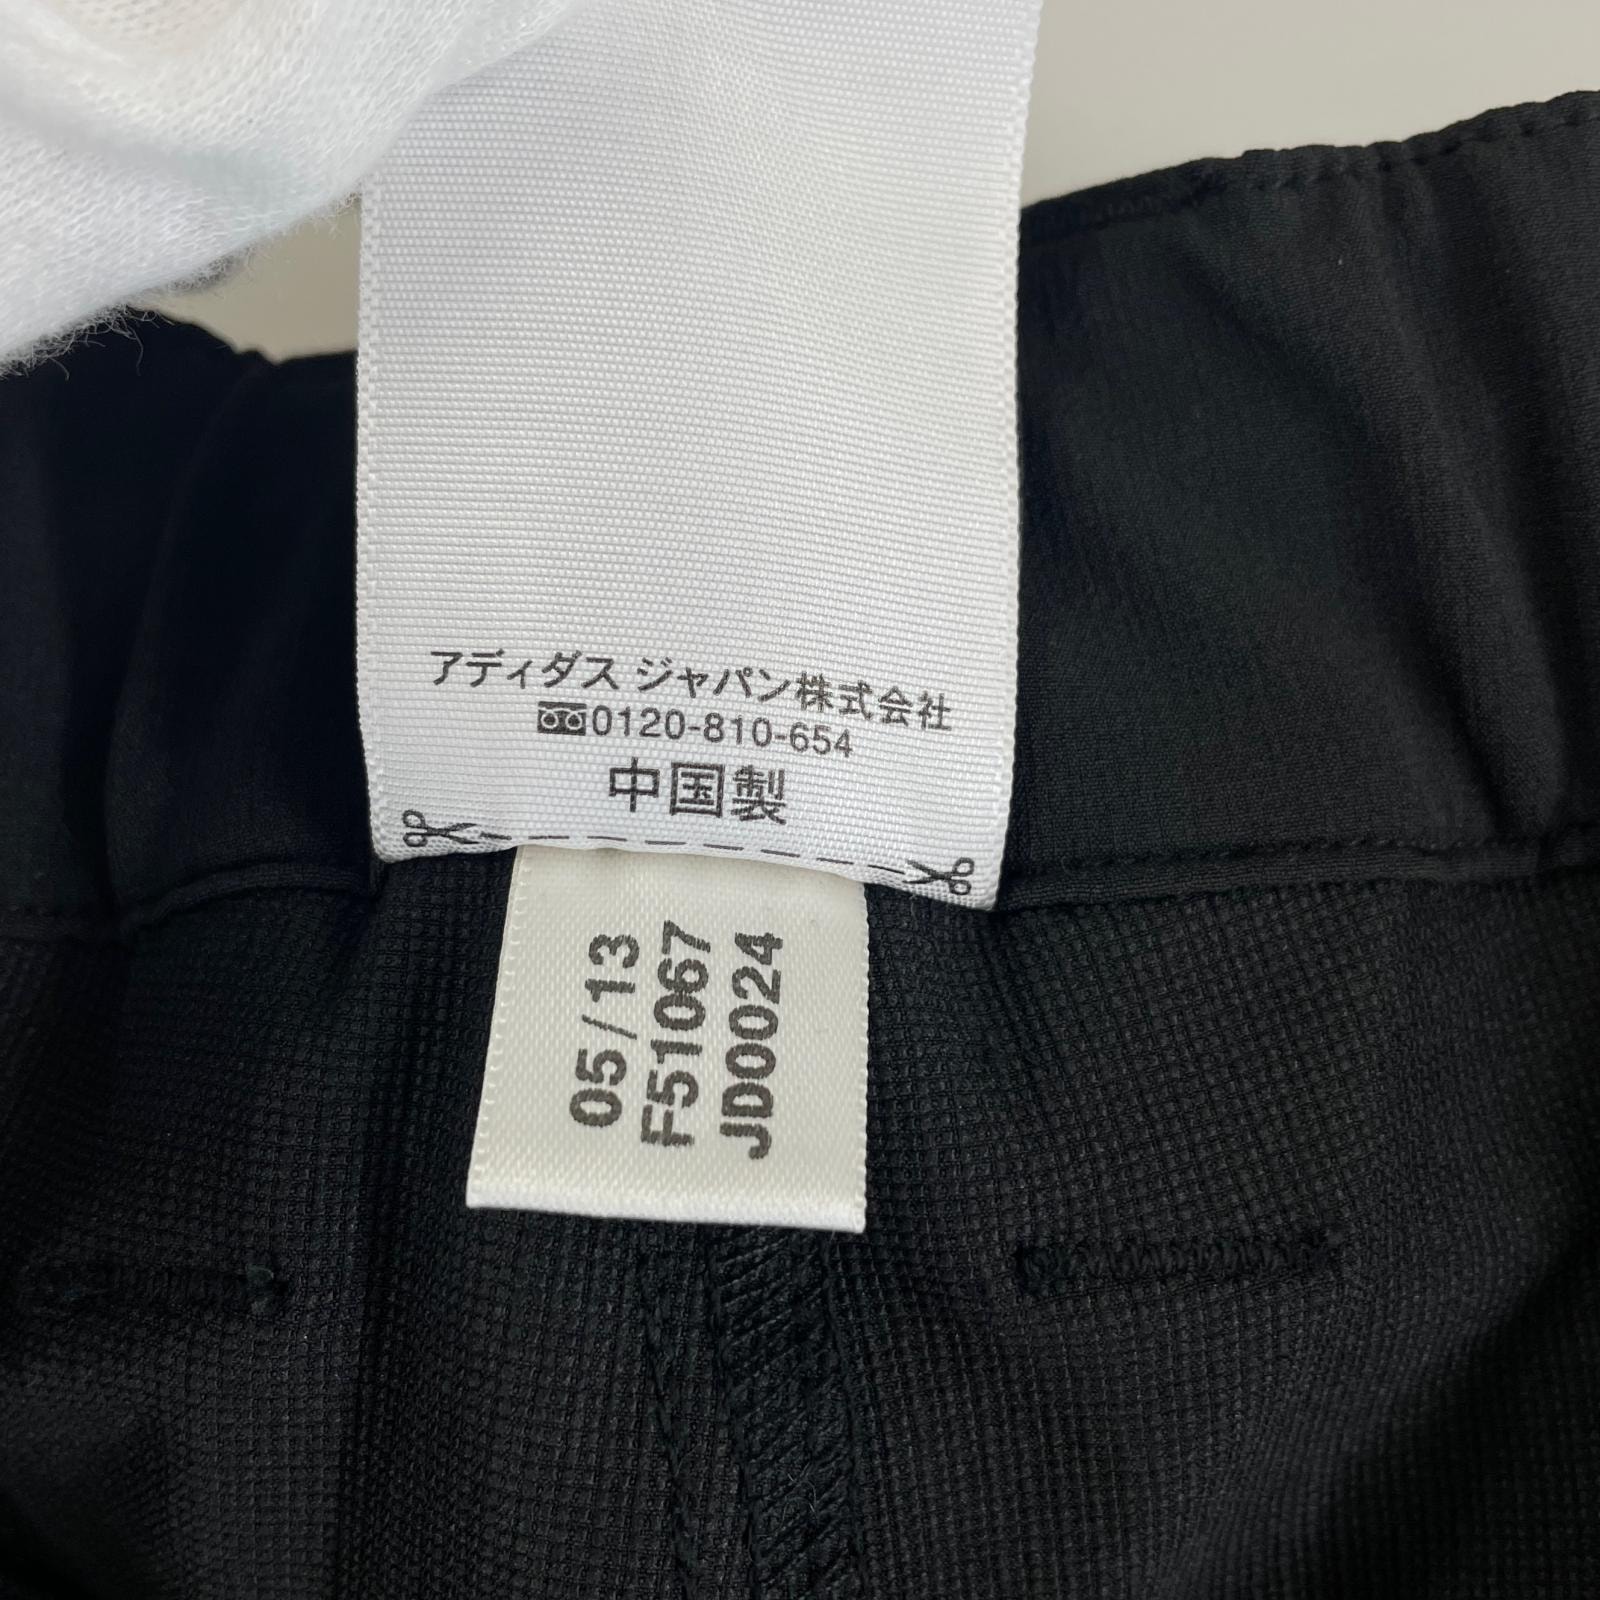 アディダス ジャパン株式会社
0120-810-654
中国製
05/13
F51067
JD0024